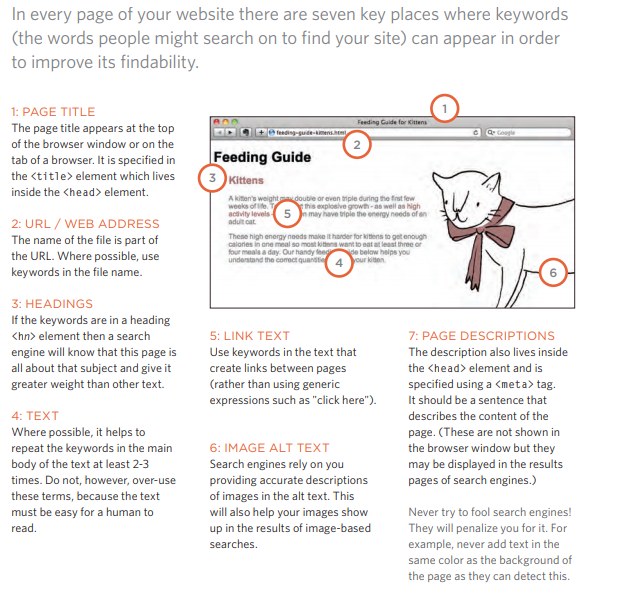 In every page of your website there are seven key places where keywords
(the words people might search on to find your site) can appear in order
to improve its findability.
1: PAGE TITLE
The page title appears at the top
of the browser window or on the
tab of a browser. It is specified in
the <title> element which lives
inside the <head> element.
2: URL / WEB ADDRESS
The name of the file is part of
the URL. Where possible, use
keywords in the file name.
3: HEADINGS
If the keywords are in a heading
<hn> element then a search
engine will know that this page is
all about that subject and give it
greater weight than other text.
4: TEXT
Where possible, it helps to
repeat the keywords in the main
body of the text at least 2-3
times. Do not, however, over-use
these terms, because the text
must be easy for a human to
read.
1
Feeding Guide for Kittens
feeding-guide-kittens.html
Google
2
Feeding Guide
3
Kittens
A kitten's weight may double or even triple during the first few
weeks of life. this explosive growth - as well as high
activity levels - n may have triple the energy needs of an
adult cat.
5
These high energy needs make it harder for kittens to get enough
calories in one meal so most kittens want to eat at least three or
four meals a day. Our handy below helps you
understand the correct your kitten.
4
6
5: LINK TEXT
Use keywords in the text that
create links between pages
(rather than using generic
expressions such as "click here").
6: IMAGE ALT TEXT
Search engines rely on you
providing accurate descriptions
of images in the alt text. This
will also help your images show
up in the results of image-based
searches.
7: PAGE DESCRIPTIONS
The description also lives inside
the <head> element and is
specified using a <meta> tag.
It should be a sentence that
describes the content of the
page. (These are not shown in
the browser window but they
may be displayed in the results
pages of search engines.)
Never try to fool search engines!
They will penalize you for it. For
example, never add text in the
same color as the background of
the page as they can detect this.